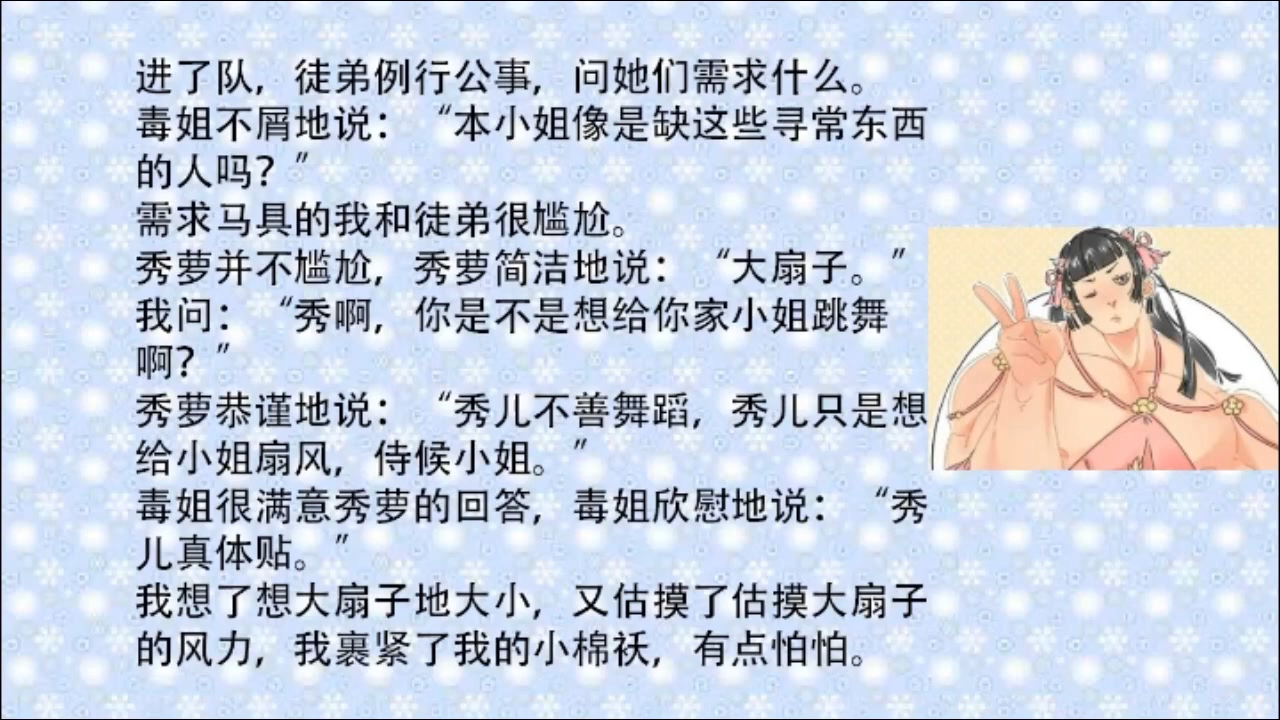 进了队，徒弟例行公事，问她们需求什么。
毒姐不屑地说：“本小姐像是缺这些寻常东西
的人吗？”
需求马具的我和徒弟很尴尬。
秀萝并不尴尬，秀萝简洁地说：“大扇子。”
我问：“秀啊，你是不是想给你家小姐跳舞
啊？”
秀萝恭谨地说：“秀儿不善舞蹈，秀儿只是想
给小姐扇风，侍候小姐。”
毒姐很满意秀萝的回答，毒姐欣慰地说：“秀
儿真体贴。”
我想了想大扇子地大小，又估摸了估摸大扇子
的风力，我裹紧了我的小棉袄，有点怕怕。